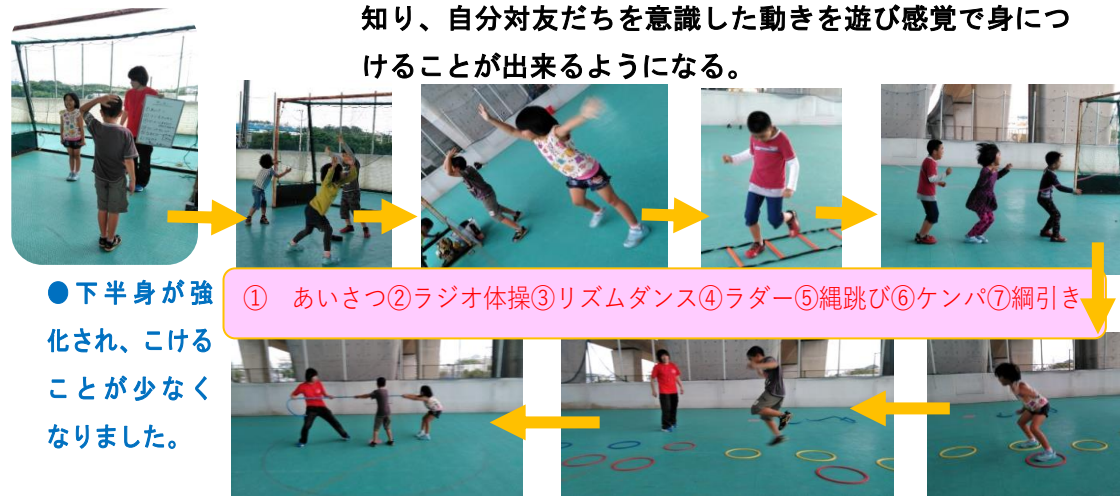 知り、自分対友だちを意識した動きを遊び感覚で身につ
けることが出来るようになる。
①　あいさつ②ラジオ体操③リズムダンス④ラダー⑤縄跳び⑥ケンパ⑦綱引き
●下半身が強
化され、こける
ことが少なく
なりました。